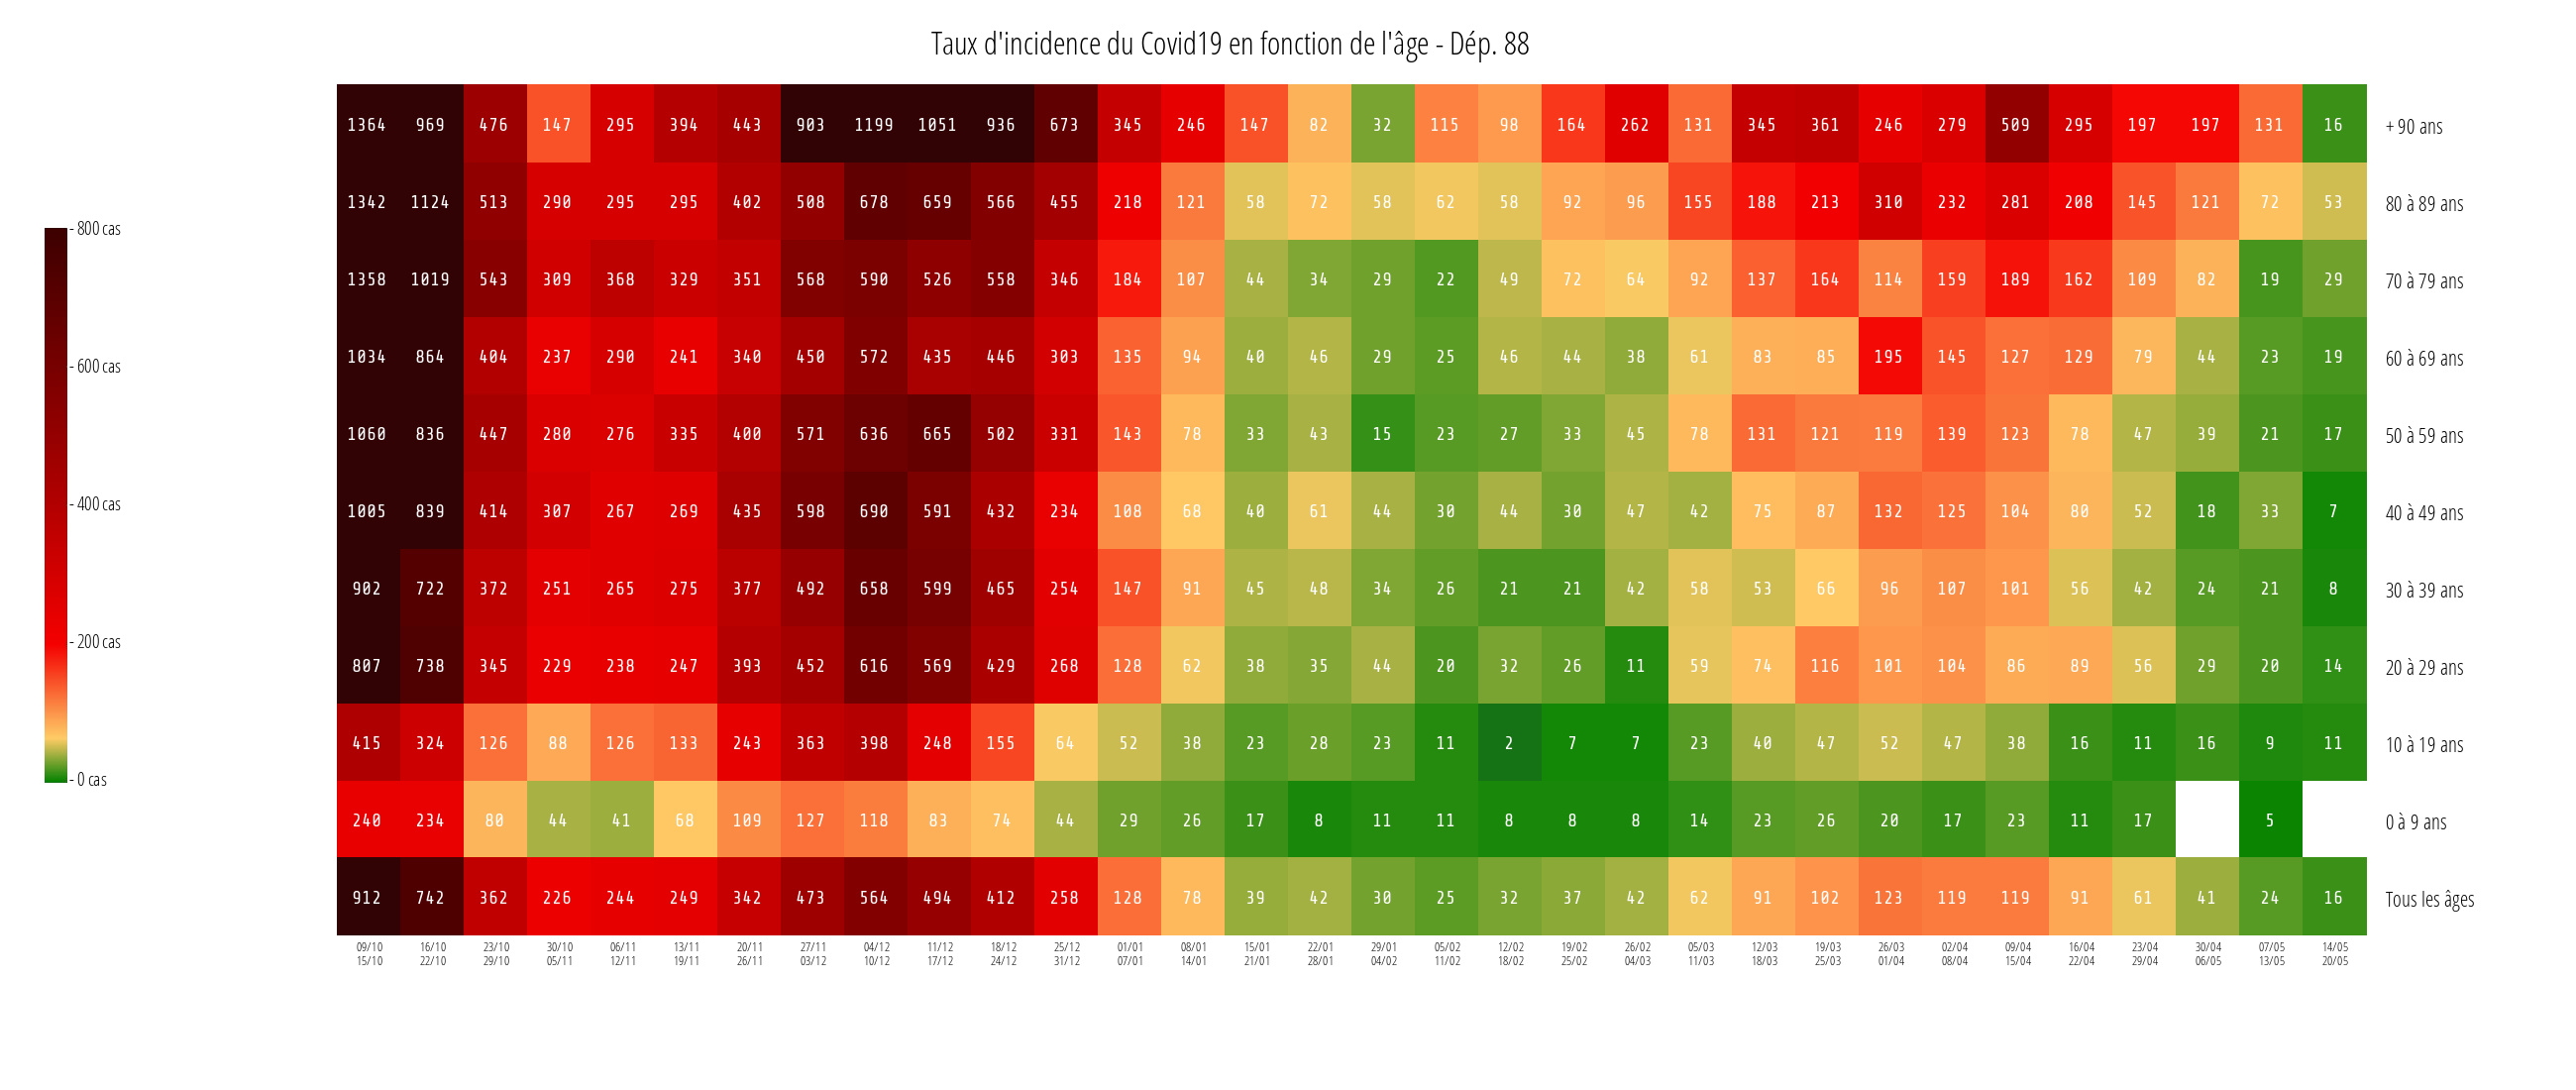 Taux d'incidence du Covid19 en fonction de l'âge - Dép. 88
1364 969 476 147 295 394 443 903 1199 1051 936 673 345 246 147 82 32 115 98 164 262 131 345 361 246 279 509 295 197 197 131 16 + 90 ans
1342 1124 513 290 295 295 402 508 678 659 566 455 218 121 58 72 58 62 58 92 96 155 188 213 310 232 281 208 145 121 72 53 80 à 89 ans
- 800 cas
1358 1019 543 309 368 329 351 568 590 526 558 346 184 107 44 34 29 22 49 72 64 92 137 164 114 159 189 162 109 82 19 29 70 à 79 ans
1034 864 404 237 290 241 340 450 572 435 446 303 135 94 40 46 29 25 46 44 38 61 83 85 195 145 127 129 79 44 23 19 60 à 69 ans
- 600 cas
1060 836 447 280 276 335 400 571 636 665 502 331 143 78 33 43 15 23 27 33 45 78 131 121 119 139 123 78 47 39 21 17 50 à 59 ans
- 400 cas
1005 839 414 307 267 269 435 598 690 591 432 234 108 68 40 61 44 30 44 30 47 42 75 87 132 125 104 80 52 18 33 7 40 à 49 ans
902 722 372 251 265 275 377 492 658 599 465 254 147 91 45 48 34 26 21 21 42 58 53 66 96 107 101 56 42 24 21 8 30 à 39 ans
- 200 cas
807 738 345 229 238 247 393 452 616 569 429 268 128 62 38 35 44 20 32 26 11 59 74 116 101 104 86 89 56 29 20 14 20 à 29 ans
415 324 126 88 126 133 243 363 398 248 155 64 52 38 23 28 23 11 2 7 7 23 40 47 52 47 38 16 11 16 9 11 10 à 19 ans
- 0 cas
240 234 80 44 41 68 109 127 118 83 74 44 29 26 17 8 11 11 8 8 8 14 23 26 20 17 23 11 17 5 0 à 9 ans
912 742 362 226 244 249 342 473 564 494 412 258 128 78 39 42 30 25 32 37 42 62 91 102 123 119 119 91 61 41 24 16 Tous les âges
09/10 16/10 23/10 30/10 06/11 13/11 20/11 27/11 04/12 11/12 18/12 25/12 01/01 08/01 15/01 22/01 29/01 05/02 12/02 19/02 26/02 05/03 12/03 19/03 26/03 02/04 09/04 16/04 23/04 30/04 07/05 14/05
15/10 22/10 29/10 05/11 12/11 19/11 26/11 03/12 10/12 17/12 24/12 31/12 07/01 14/01 21/01 28/01 04/02 11/02 18/02 25/02 04/03 11/03 18/03 25/03 01/04 08/04 15/04 22/04 29/04 06/05 13/05 20/05